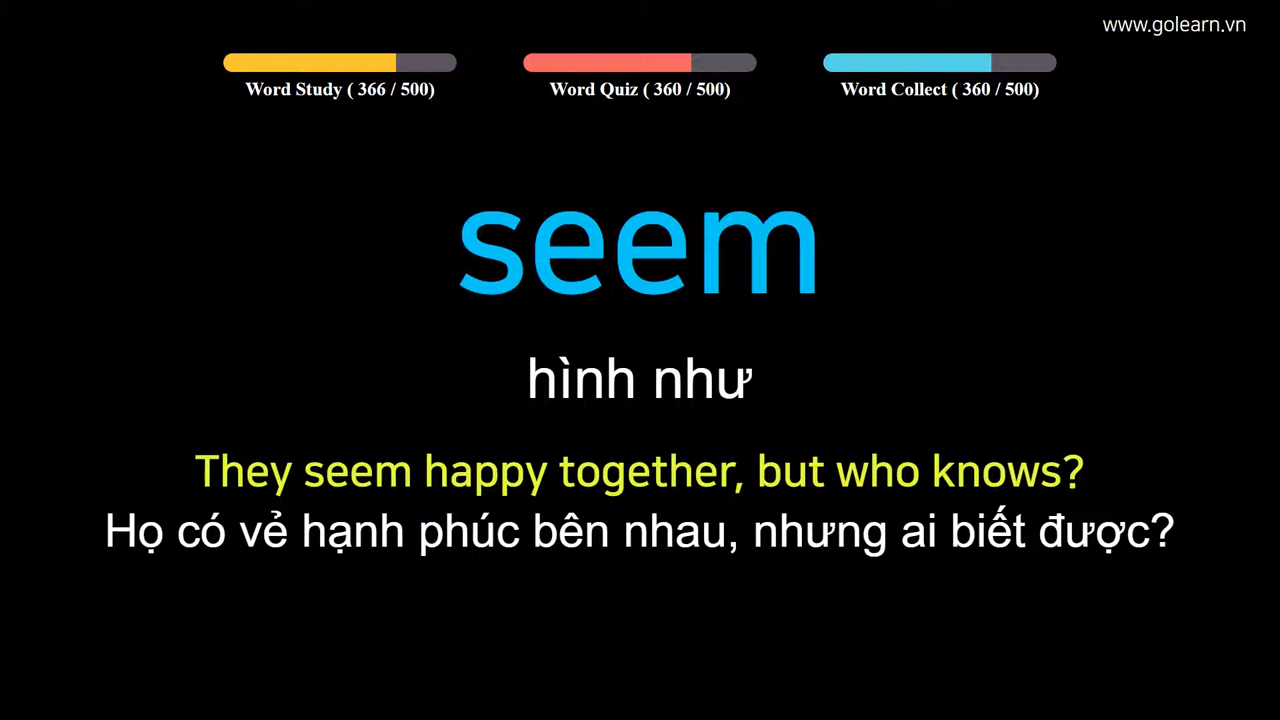 www.golearn.vn
Word Study ( 366 / 500)
Word Quiz ( 360 / 500)
Word Collect ( 360 / 500)
seem
hình như
They seem happy together, but who knows?
Họ có vẻ hạnh phúc bên nhau, nhưng ai biết được?